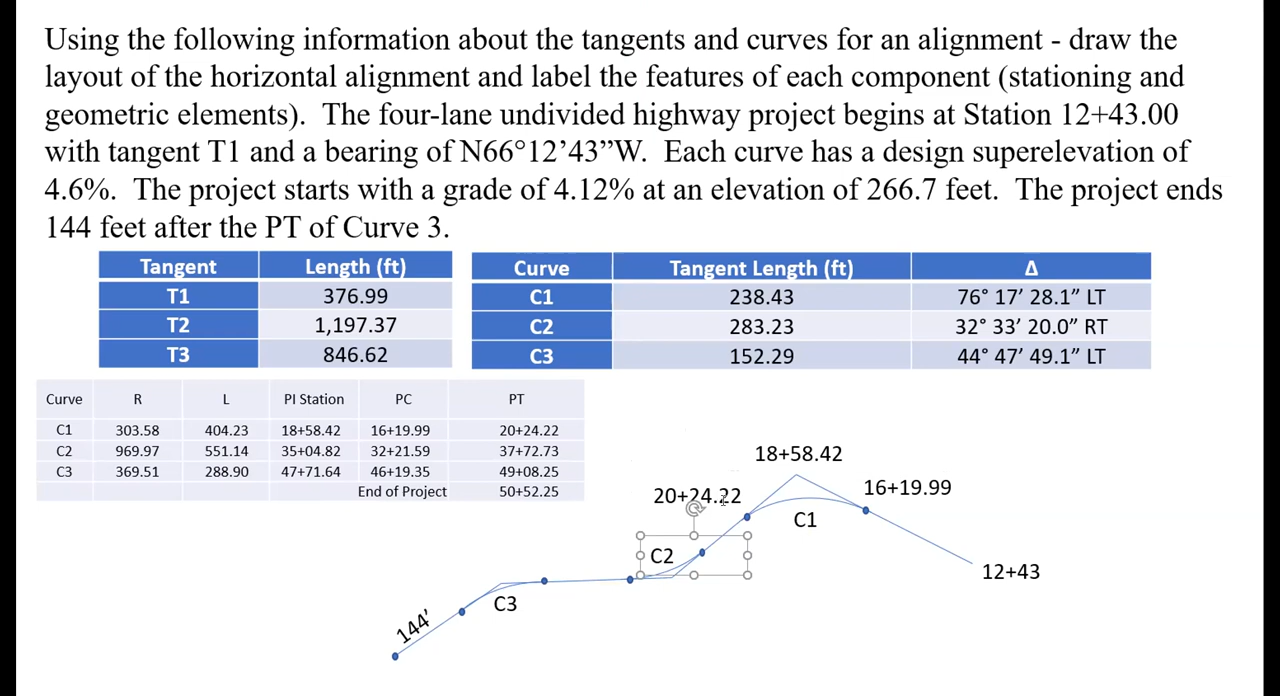 Using the following information about the tangents and curves for an alignment - draw the
layout of the horizontal alignment and label the features of each component (stationing and
geometric elements).  The four-lane undivided highway project begins at Station 12+43.00
with tangent T1 and a bearing of N66°12’43”W.  Each curve has a design superelevation of
4.6%.  The project starts with a grade of 4.12% at an elevation of 266.7 feet.  The project ends
144 feet after the PT of Curve 3.
Tangent Length (ft)
T1 376.99
T2 1,197.37
T3 846.62
Curve Tangent Length (ft) Δ
C1 238.43 76° 17’ 28.1” LT
C2 283.23 32° 33’ 20.0” RT
C3 152.29 44° 47’ 49.1” LT
Curve R L PI Station PC PT
C1 303.58 404.23 18+58.42 16+19.99 20+24.22
C2 969.97 551.14 35+04.82 32+21.59 37+72.73
C3 369.51 288.90 47+71.64 46+19.35 49+08.25
End of Project 50+52.25
18+58.42
20+24.22
16+19.99
C1
C2
12+43
C3
144'